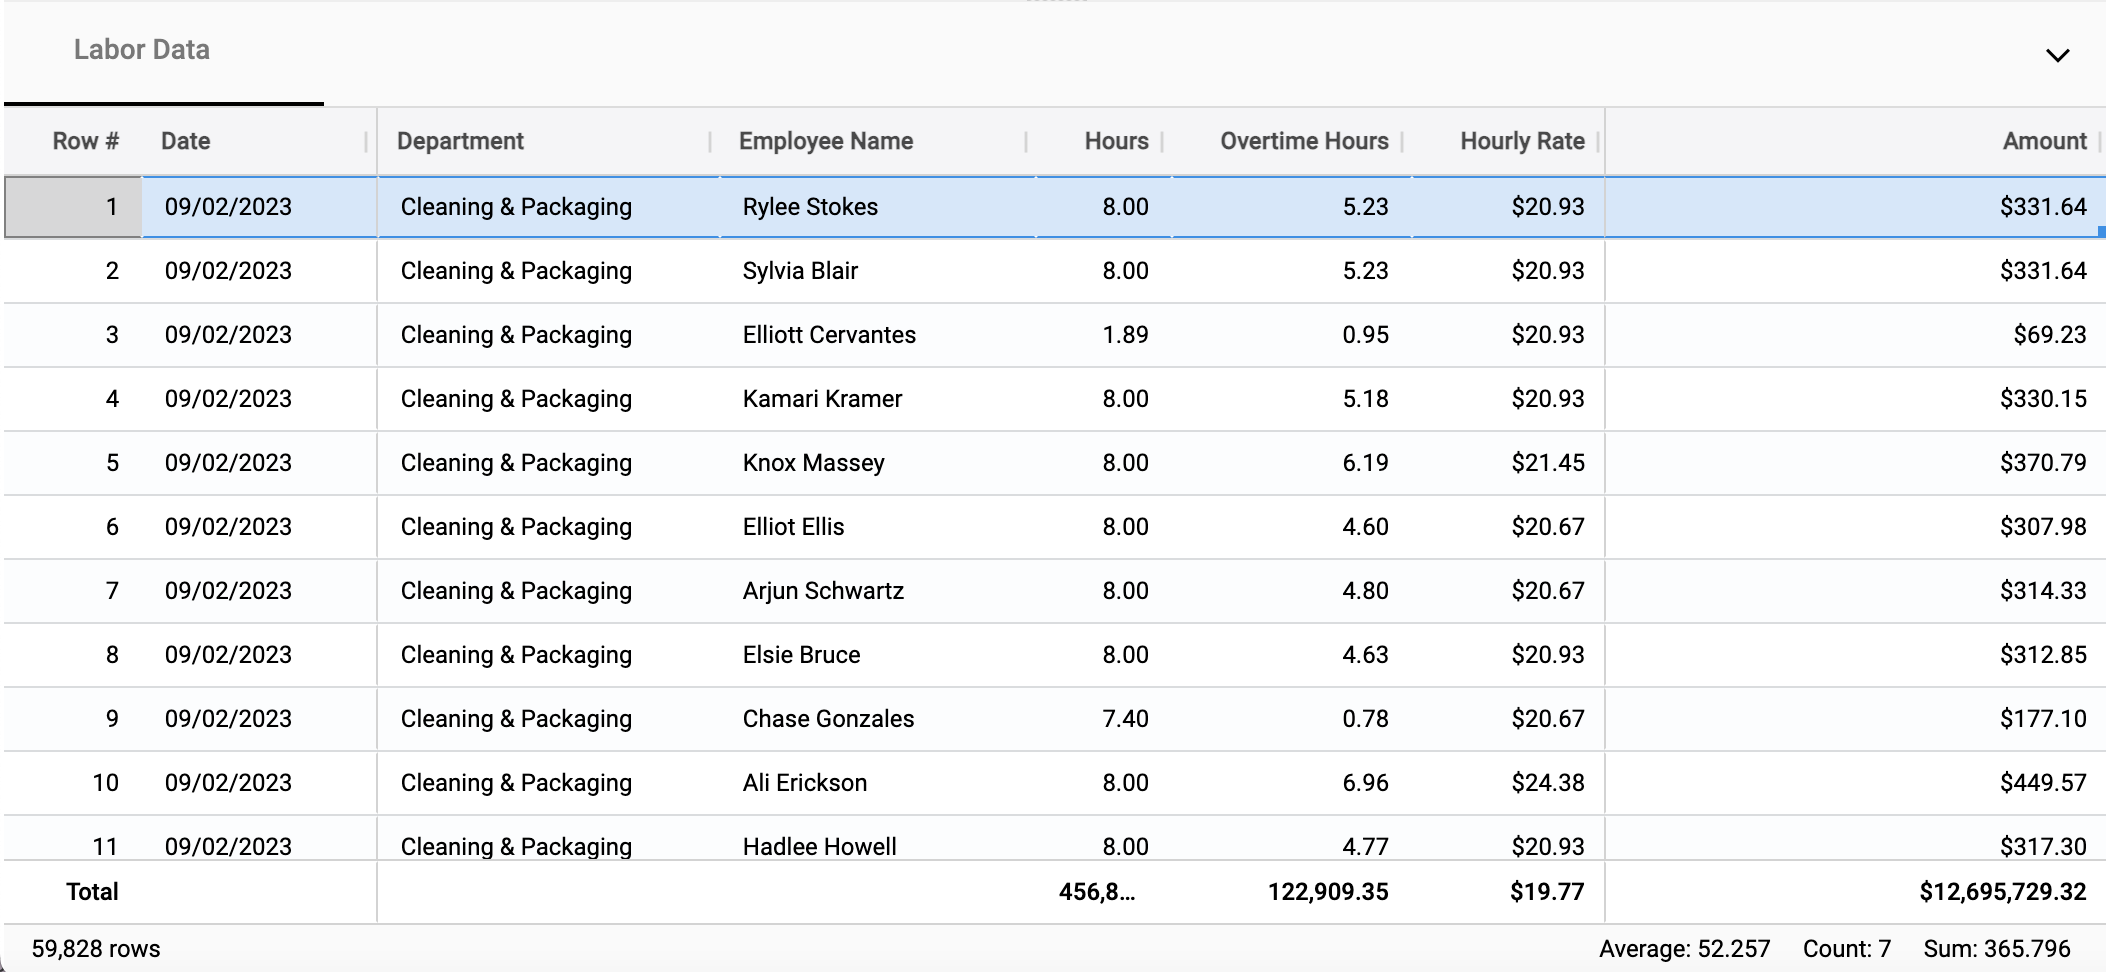 Labor Data
Row # Date Department Employee Name Hours Overtime Hours Hourly Rate Amount
1 09/02/2023 Cleaning & Packaging Rylee Stokes 8.00 5.23 $20.93 $331.64
2 09/02/2023 Cleaning & Packaging Sylvia Blair 8.00 5.23 $20.93 $331.64
3 09/02/2023 Cleaning & Packaging Elliott Cervantes 1.89 0.95 $20.93 $69.23
4 09/02/2023 Cleaning & Packaging Kamari Kramer 8.00 5.18 $20.93 $330.15
5 09/02/2023 Cleaning & Packaging Knox Massey 8.00 6.19 $21.45 $370.79
6 09/02/2023 Cleaning & Packaging Elliot Ellis 8.00 4.60 $20.67 $307.98
7 09/02/2023 Cleaning & Packaging Arjun Schwartz 8.00 4.80 $20.67 $314.33
8 09/02/2023 Cleaning & Packaging Elsie Bruce 8.00 4.63 $20.93 $312.85
9 09/02/2023 Cleaning & Packaging Chase Gonzales 7.40 0.78 $20.67 $177.10
10 09/02/2023 Cleaning & Packaging Ali Erickson 8.00 6.96 $24.38 $449.57
11 09/02/2023 Cleaning & Packaging Hadlee Howell 8.00 4.77 $20.93 $317.30
Total 456,8... 122,909.35 $19.77 $12,695,729.32
59,828 rows Average: 52.257 Count: 7 Sum: 365.796